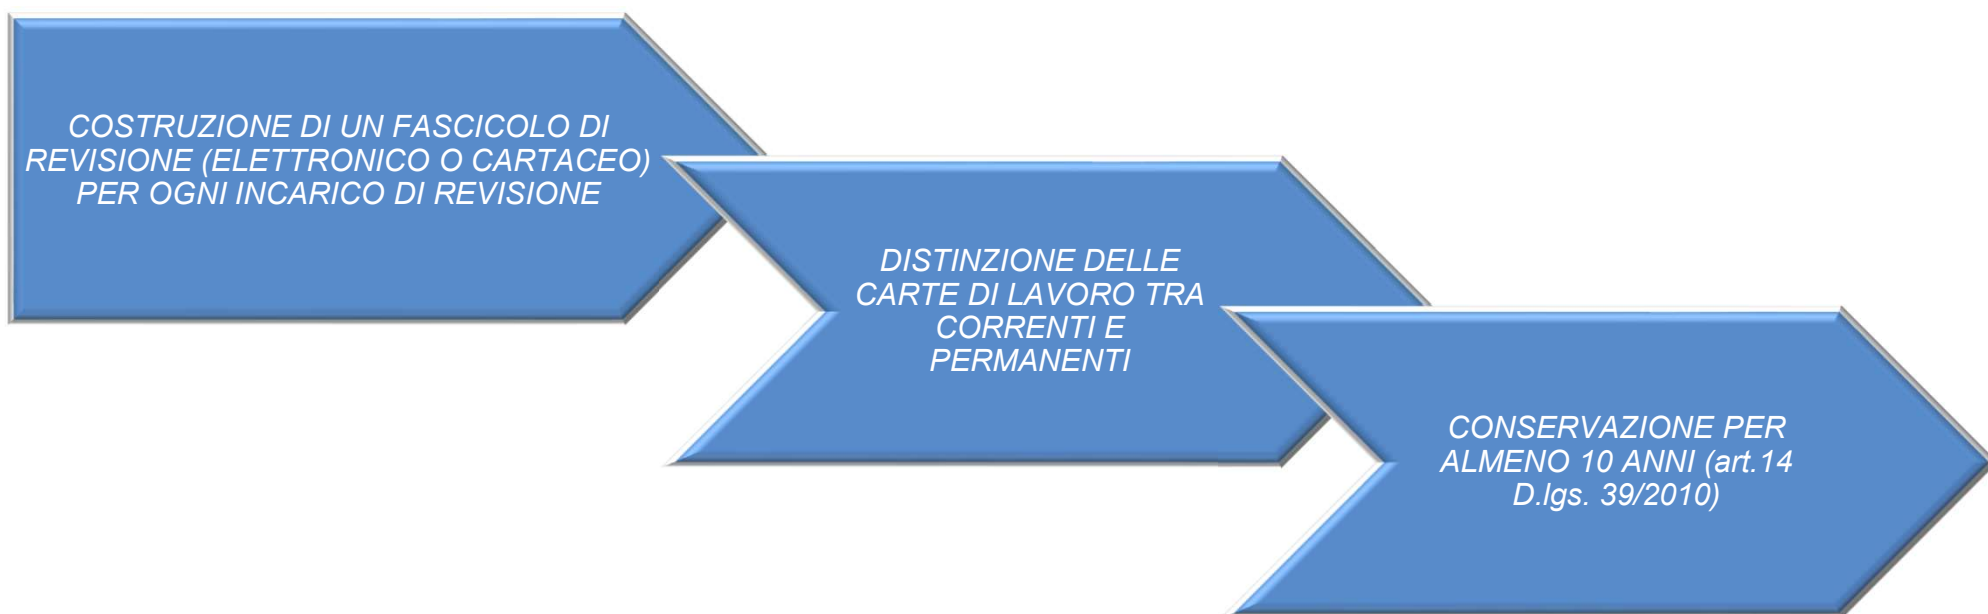 COSTRUZIONE DI UN FASCICOLO DI
REVISIONE (ELETTRONICO O CARTACEO)
PER OGNI INCARICO DI REVISIONE
DISTINZIONE DELLE
CARTE DI LAVORO TRA
CORRENTI E
PERMANENTI
CONSERVAZIONE PER
ALMENO 10 ANNI (art.14
D.lgs. 39/2010)